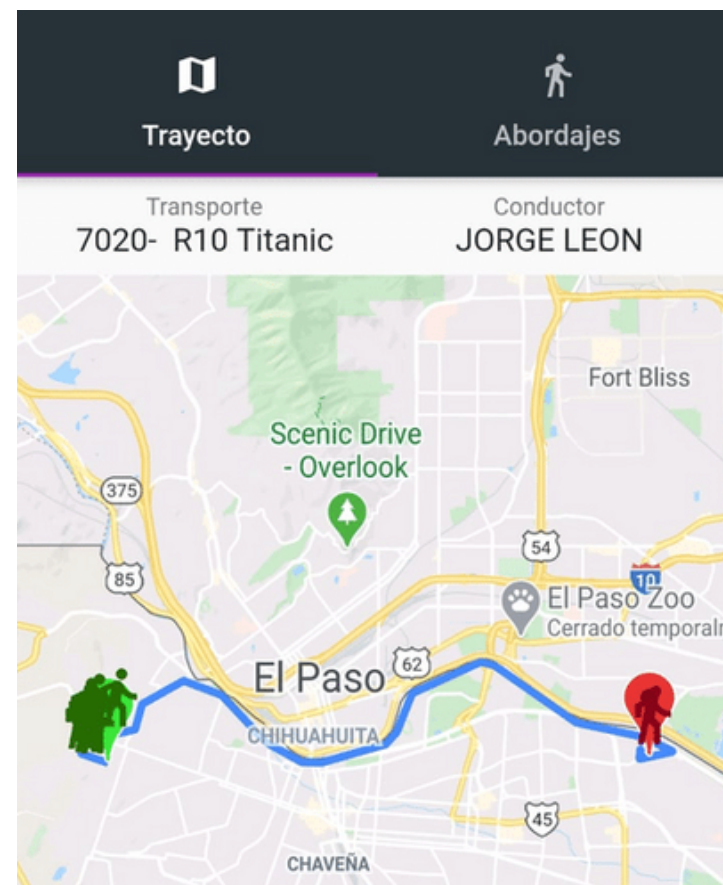 Trayecto
Abordajes
Transporte
Conductor
7020-  R10 Titanic
JORGE LEON
Fort Bliss
Scenic Drive
- Overlook
375
54
85
10
El Paso Zoo
Cerrado temporalr
El Paso
62
CHIHUAHUITA
45
CHAVEÑA